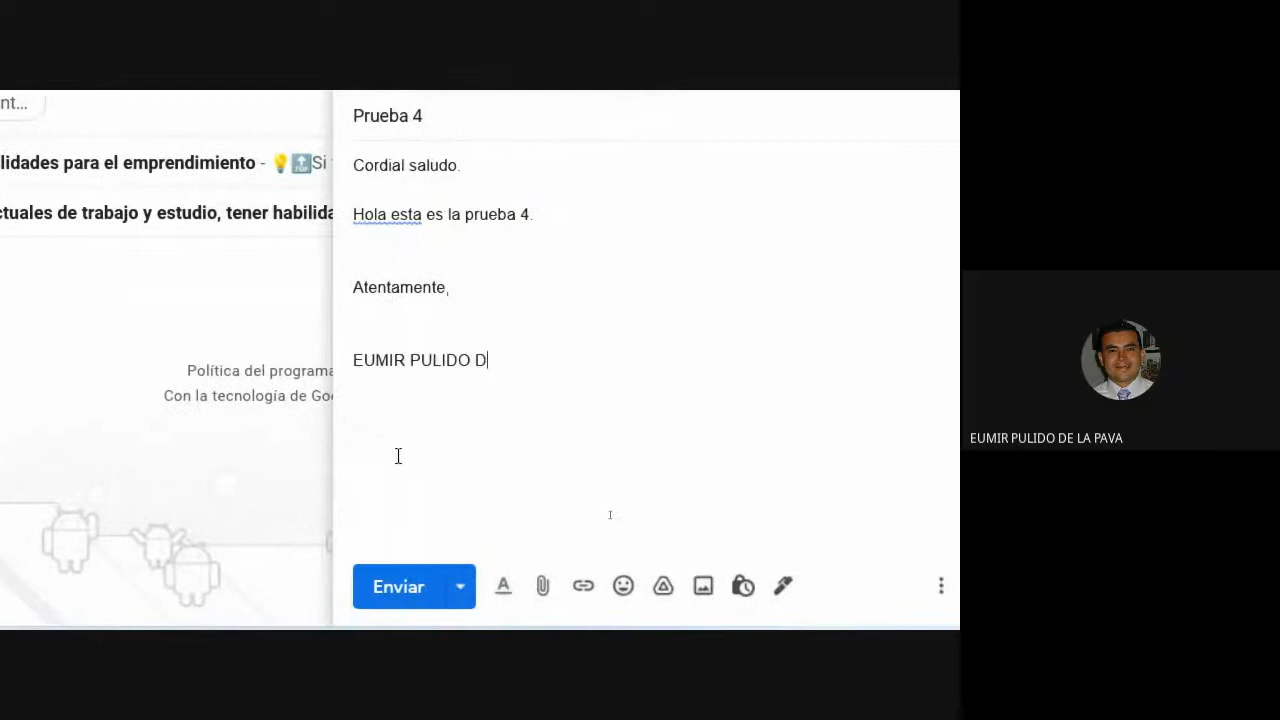 nt...
lidades para el emprendimiento - 💡🔝Si
ctuales de trabajo y estudio, tener habilida
Política del programa
Con la tecnología de Goo
Prueba 4
Cordial saludo.
Hola esta es la prueba 4.
Atentamente,
EUMIR PULIDO D
Enviar
EUMIR PULIDO DE LA PAVA